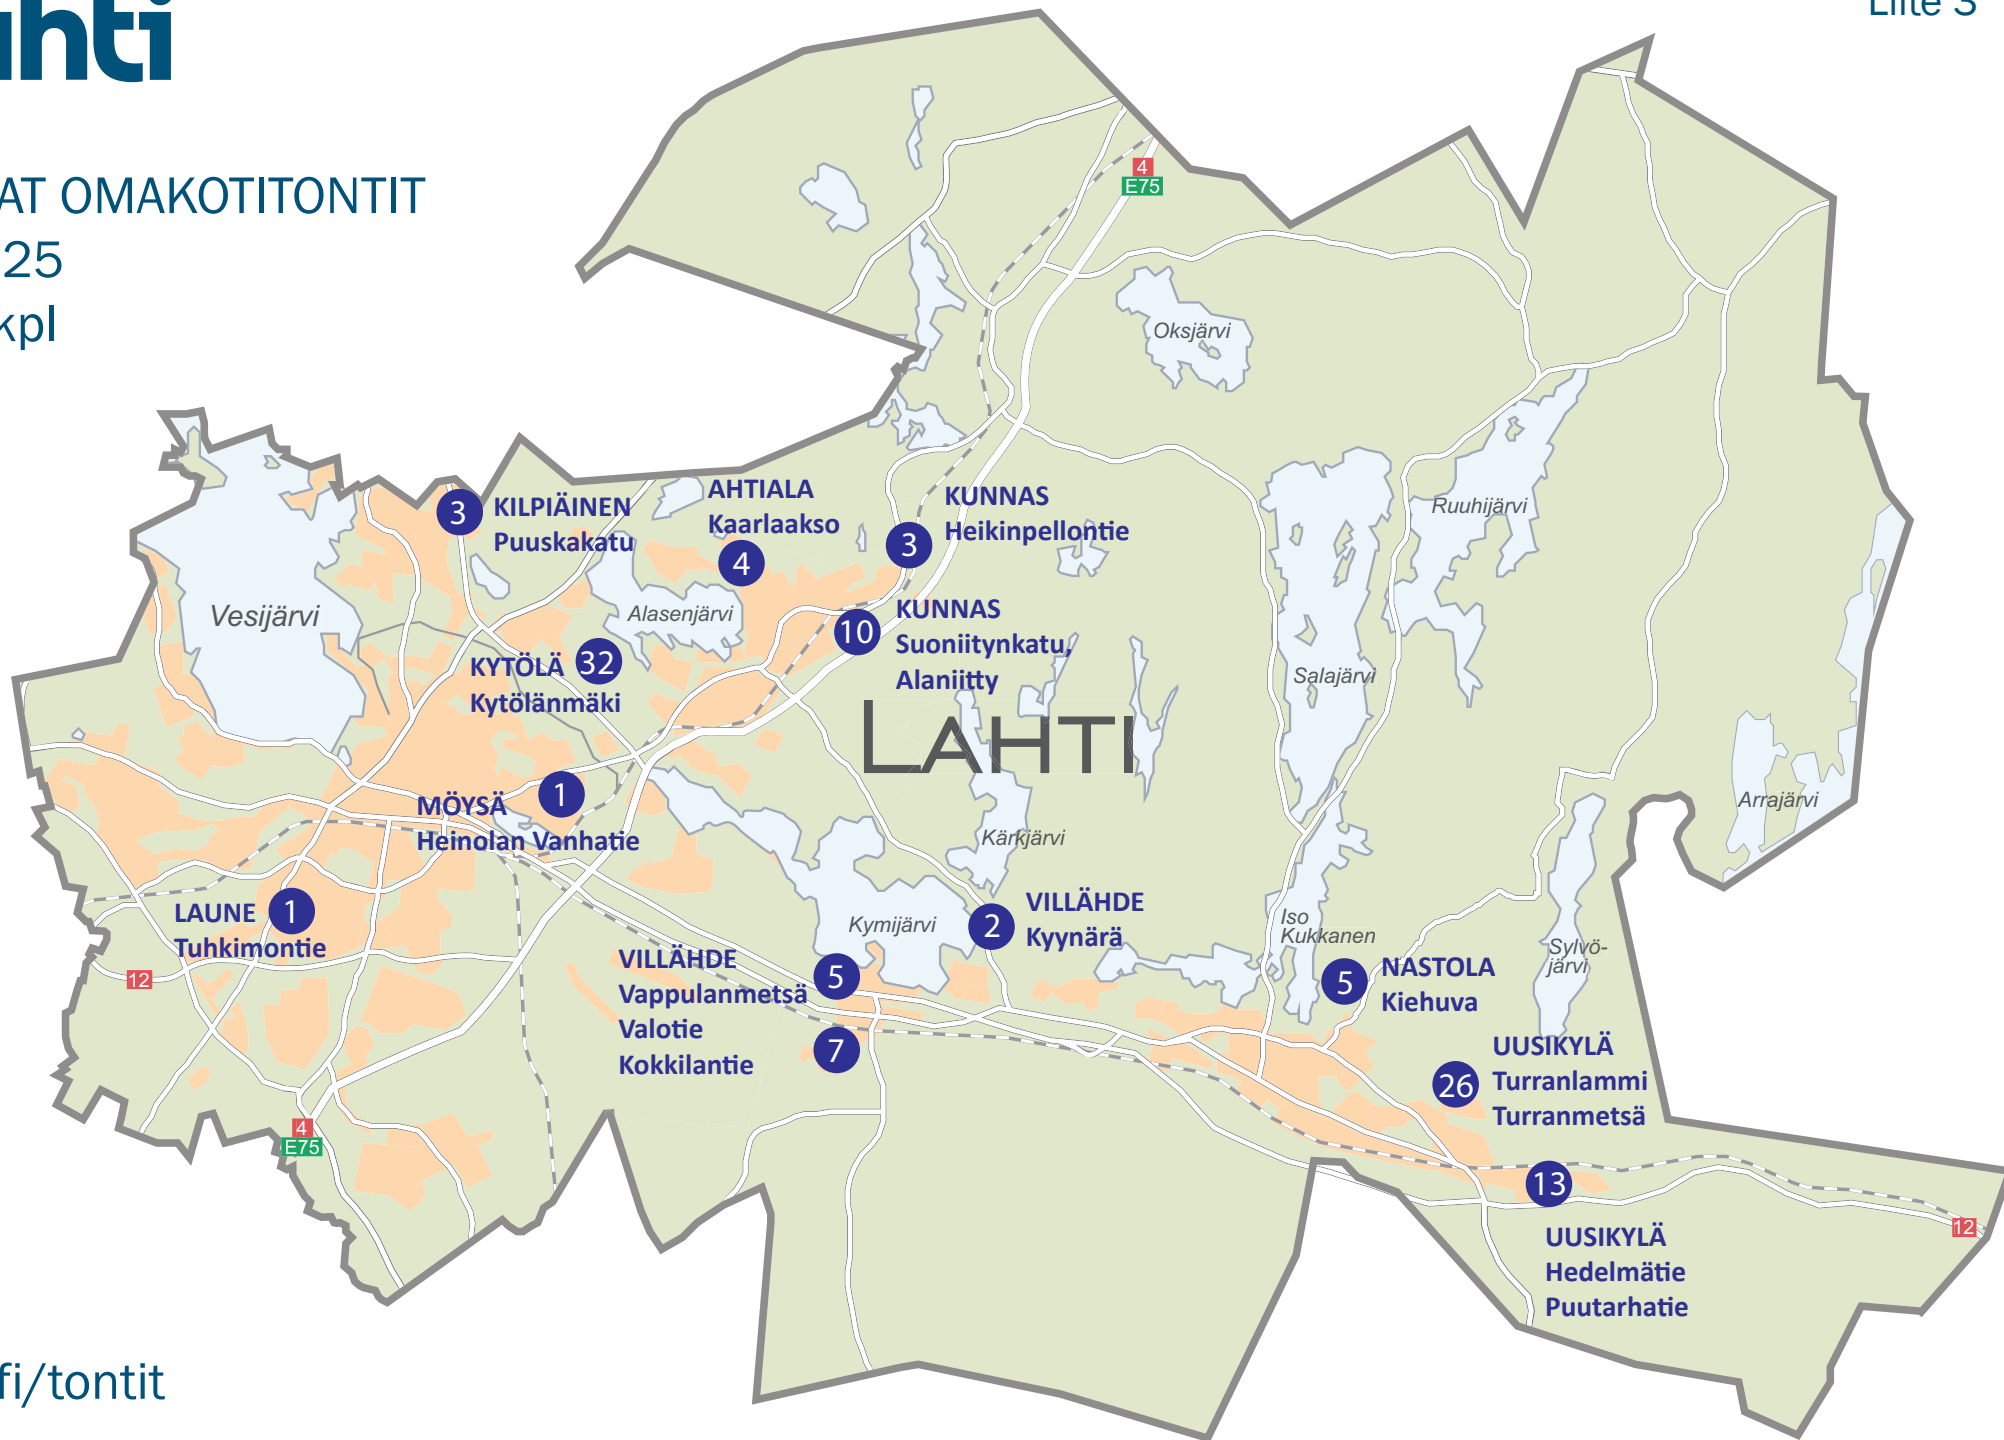 ahti
Liite 3
AT OMAKOTITONTIT
25
kpl
4
E75
Oksjärvi
3
KILPIÄINEN
Puuskakatu
AHTIALA
Kaarlaakso
4
KUNNAS
Heikinpellontie
3
Ruuhijärvi
Vesijärvi
Alasenjärvi
10
KUNNAS
Suoniitynkatu,
Alaniitty
KYTÖLÄ
Kytölänmäki
32
Salajärvi
LAHTI
MÖYSÄ
Heinolan Vanhatie
1
Kärkjärvi
Arrajärvi
LAUNE
Tuhkimontie
1
12
Kymijärvi
2
VILLÄHDE
Kyynärä
Iso
Kukkanen
Sylvö-
järvi
VILLÄHDE
Vappulanmetsä
Valotie
Kokkilantie
5
7
5
NASTOLA
Kiehuva
26
UUSIKYLÄ
Turranlammi
Turranmetsä
4
E75
13
UUSIKYLÄ
Hedelmätie
Puutarhatie
12
fi/tontit